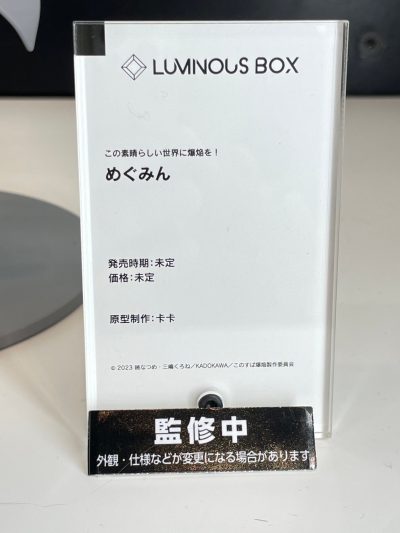 LUMINOUS BOX
この素晴らしい世界に爆焔を！
めぐみん
発売時期：未定
価格：未定
原型制作：卡卡
© 2023 暁なつめ・三嶋くろね／KADOKAWA／このすば爆焔製作委員会
監修中
外観・仕様などが変更になる場合があります